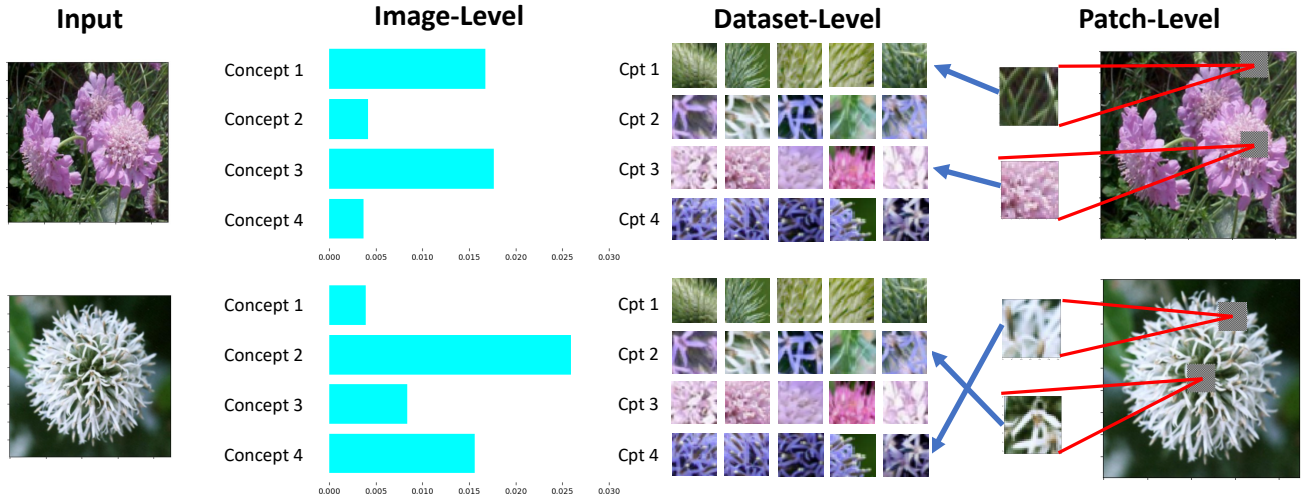 Input Image-Level Dataset-Level Patch-Level
Concept 1 Cpt 1
Concept 2 Cpt 2
Concept 3 Cpt 3
Concept 4 Cpt 4
0.000 0.005 0.010 0.015 0.020 0.025 0.030
Concept 1 Cpt 1
Concept 2 Cpt 2
Concept 3 Cpt 3
Concept 4 Cpt 4
0.000 0.005 0.010 0.015 0.020 0.025 0.030